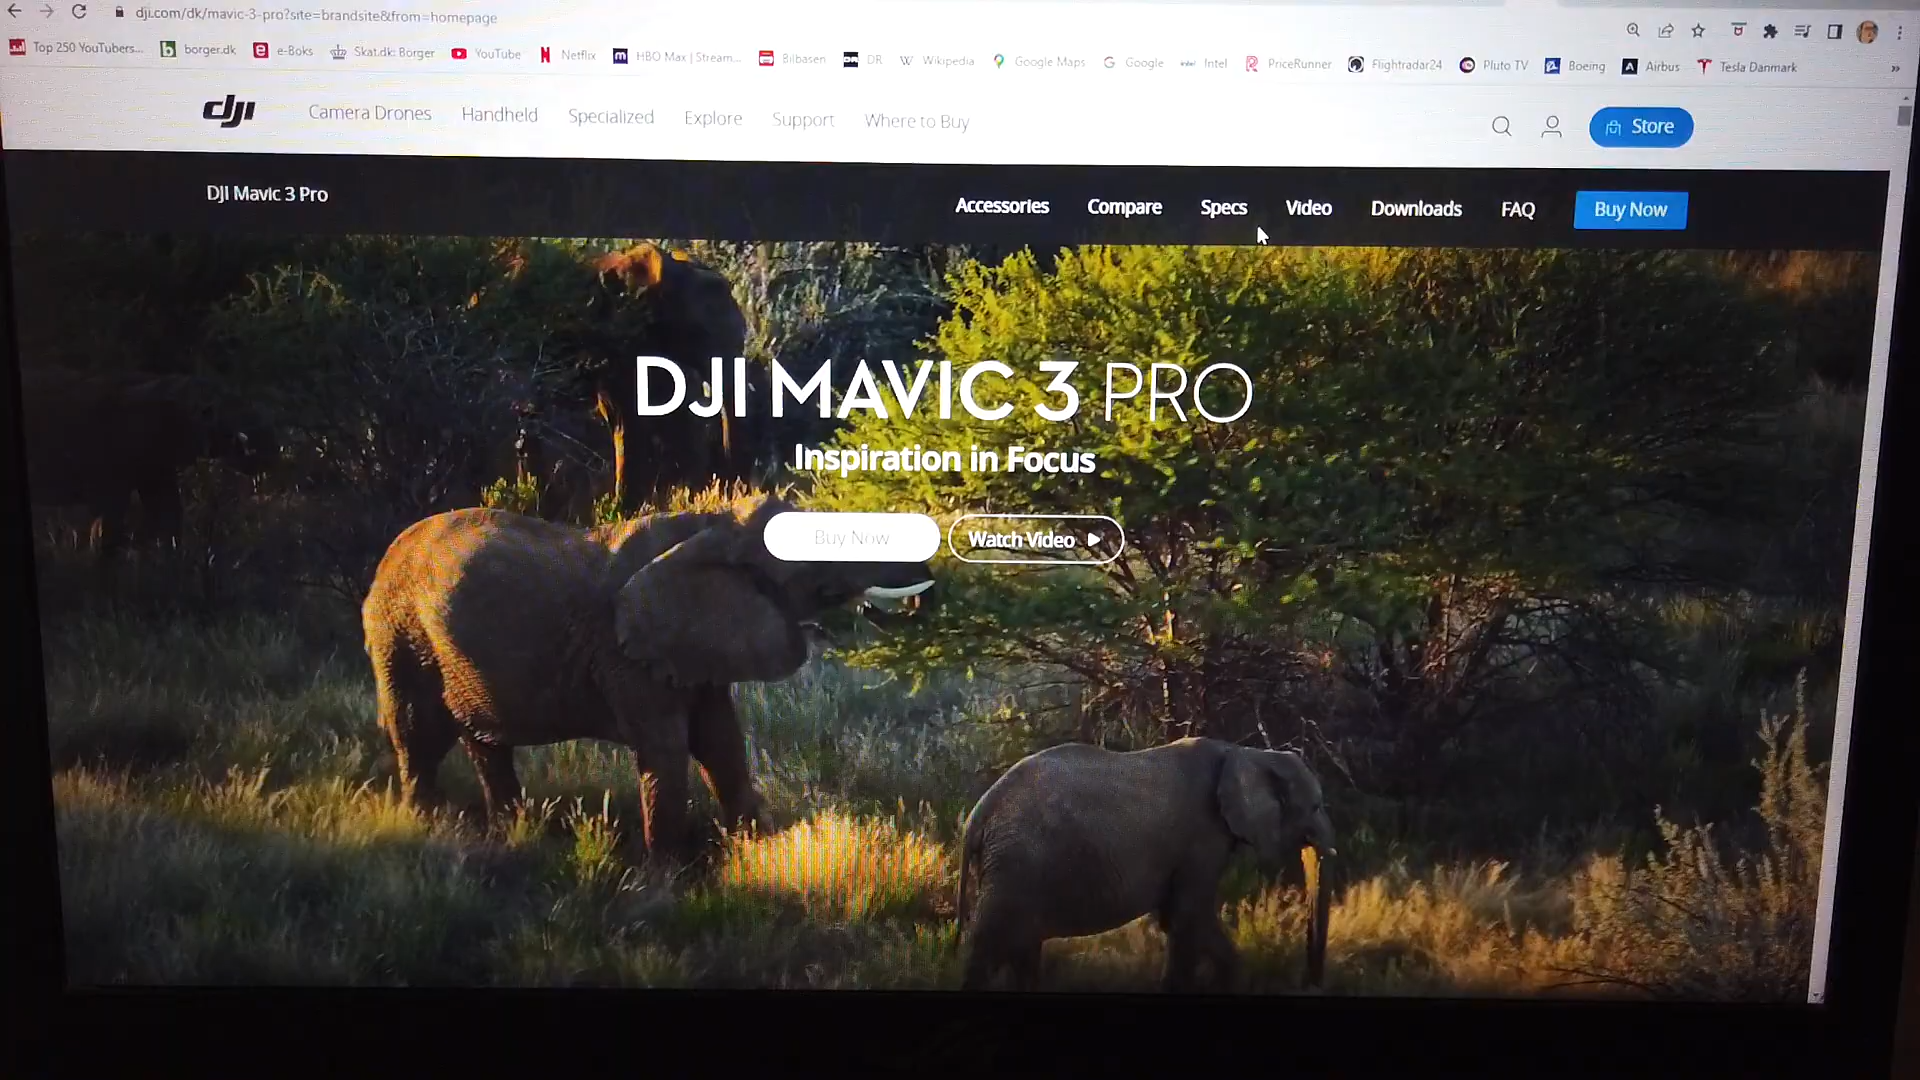 dji.com/dk/mavic-3-pro?site=brandsite&from=homepage
Top 250 YouTubers... borger.dk e-Boks Skat.dk: Borger YouTube Netflix HBO Max | Stream... Bilbasen DR Wikipedia Google Maps Google Intel PriceRunner Flightradar24 Pluto TV Boeing Airbus Tesla Danmark »
dji Camera Drones Handheld Specialized Explore Support Where to Buy Store
DJI Mavic 3 Pro Accessories Compare Specs Video Downloads FAQ Buy Now
DJI MAVIC 3 PRO
Inspiration in Focus
Buy Now Watch Video